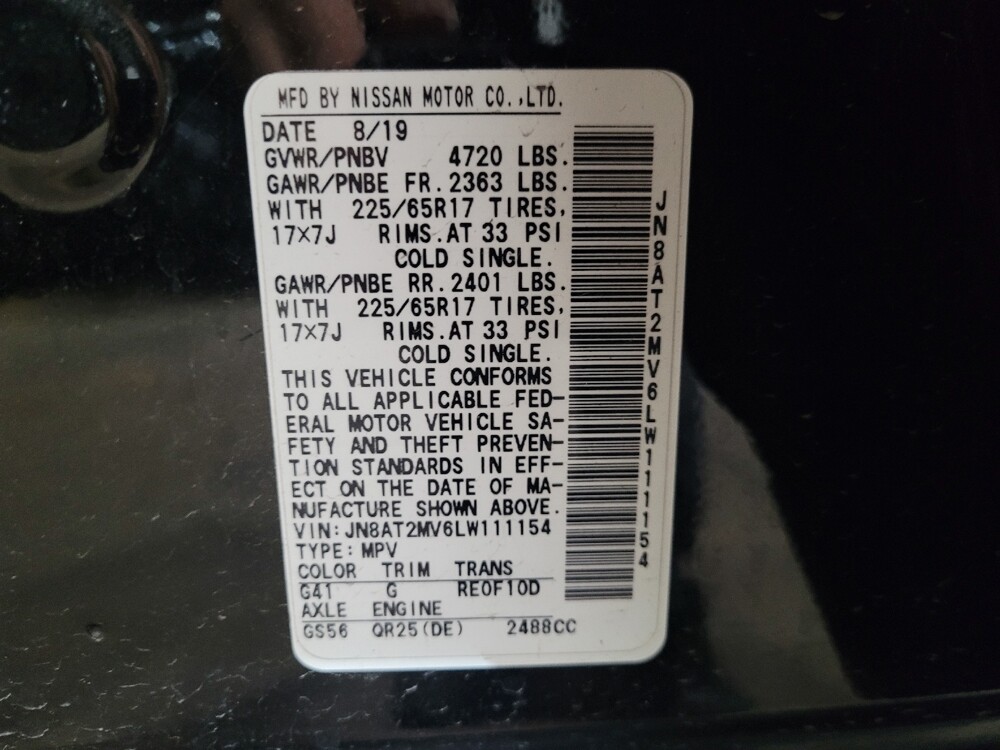 MFD BY NISSAN MOTOR CO.,LTD.
DATE 8/19
GVWR/PNBV 4720 LBS.
GAWR/PNBE FR.2363 LBS.
WITH 225/65R17 TIRES,
17×7J RIMS.AT 33 PSI
COLD SINGLE.
GAWR/PNBE RR.2401 LBS.
WITH 225/65R17 TIRES,
17×7J RIMS.AT 33 PSI
COLD SINGLE.
THIS VEHICLE CONFORMS
TO ALL APPLICABLE FED-
ERAL MOTOR VEHICLE SA-
FETY AND THEFT PREVEN-
TION STANDARDS IN EFF-
ECT ON THE DATE OF MA-
NUFACTURE SHOWN ABOVE.
VIN:JN8AT2MV6LW111154
TYPE:MPV
COLOR TRIM TRANS
G41 G RE0F10D
AXLE ENGINE
GS56 QR25(DE) 2488CC
JN8AT2MV6LW111154